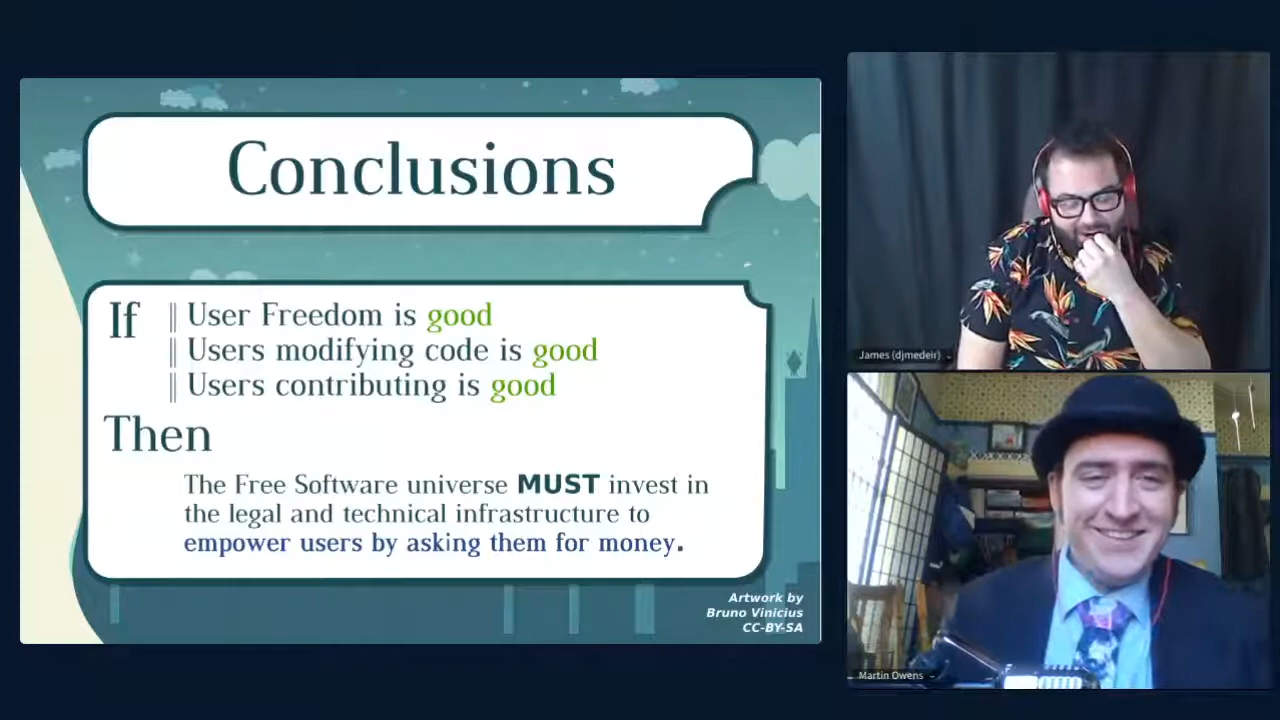 Conclusions
If
User Freedom is good
Users modifying code is good
Users contributing is good
Then
The Free Software universe MUST invest in
the legal and technical infrastructure to
empower users by asking them for money.
Artwork by
Bruno Vinicius
CC-BY-SA
James (djmedeir)
Martin Owens